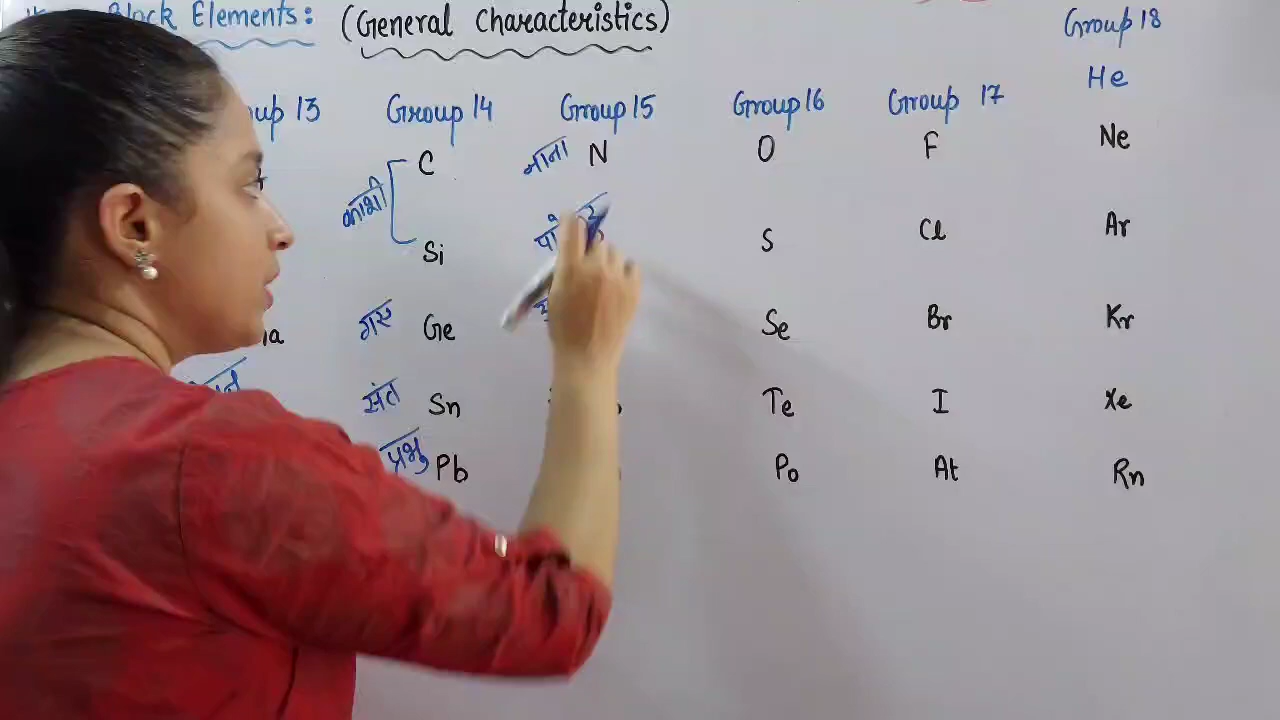 Block Elements: (General Characteristics)
Group 18
He
13 Group 14 Group 15 Group 16 Group 17
काशी C नाना N O F Ne
Si S Cl Ar
गए Ge Se Br Kr
संत Sn Te I Xe
प्रभु Pb Po At Rn